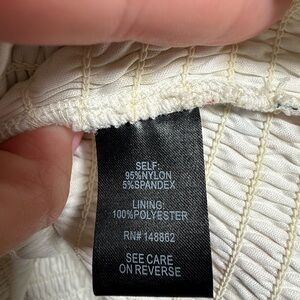 SELF:
95%NYLON
5%SPANDEX
LINING:
100%POLYESTER
RN# 148862
SEE CARE
ON REVERSE